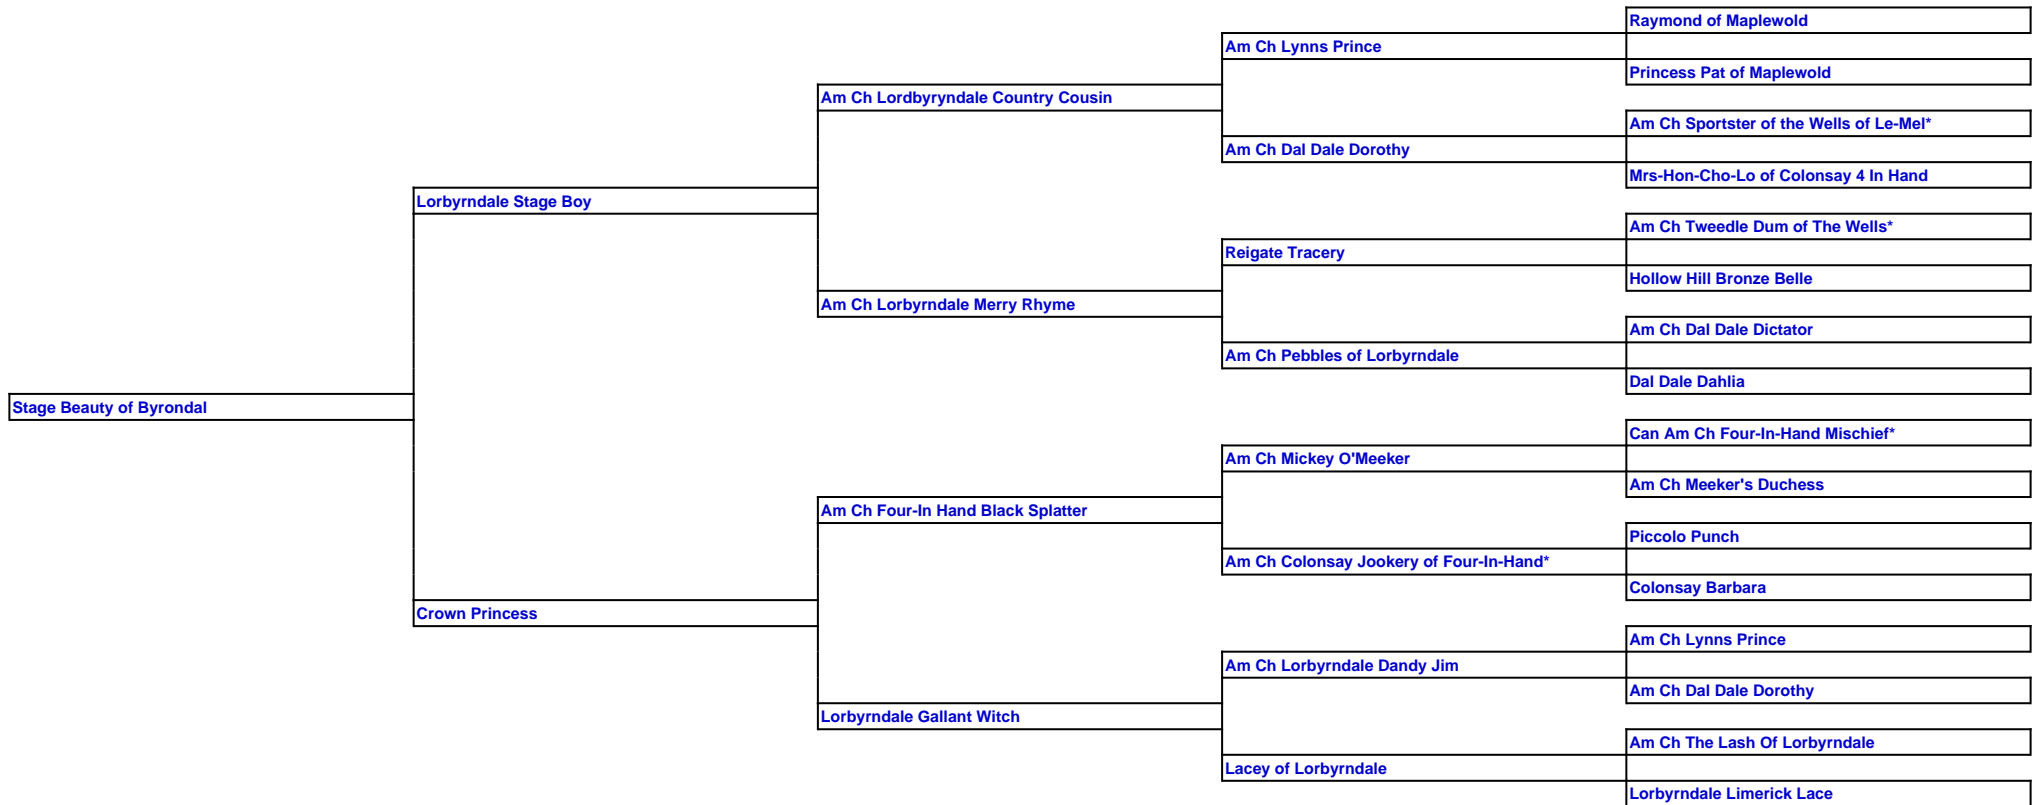 Raymond of Maplewold
Am Ch Lynns Prince
Princess Pat of Maplewold
Am Ch Lordbyryndale Country Cousin
Am Ch Sportster of the Wells of Le-Mel*
Am Ch Dal Dale Dorothy
Mrs-Hon-Cho-Lo of Colonsay 4 In Hand
Lorbyrndale Stage Boy
Am Ch Tweedle Dum of The Wells*
Reigate Tracery
Hollow Hill Bronze Belle
Am Ch Lorbyrndale Merry Rhyme
Am Ch Dal Dale Dictator
Am Ch Pebbles of Lorbyrndale
Dal Dale Dahlia
Stage Beauty of Byrondal
Can Am Ch Four-In-Hand Mischief*
Am Ch Mickey O'Meeker
Am Ch Meeker's Duchess
Am Ch Four-In Hand Black Splatter
Piccolo Punch
Am Ch Colonsay Jookery of Four-In-Hand*
Colonsay Barbara
Crown Princess
Am Ch Lynns Prince
Am Ch Lorbyrndale Dandy Jim
Am Ch Dal Dale Dorothy
Lorbyrndale Gallant Witch
Am Ch The Lash Of Lorbyrndale
Lacey of Lorbyrndale
Lorbyrndale Limerick Lace